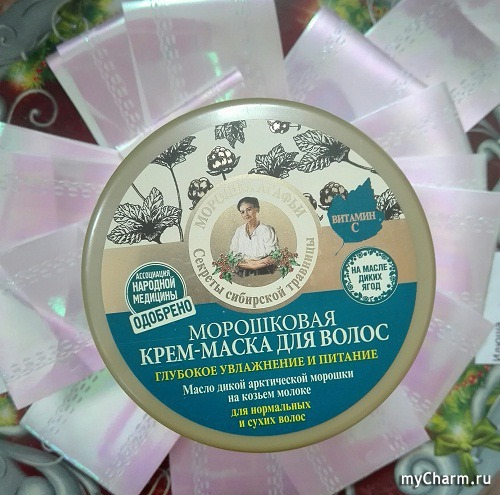 МОРОШКА АГАФЬИ
Секреты сибирской травницы
ВИТАМИН
С
АССОЦИАЦИЯ
НАРОДНОЙ
МЕДИЦИНЫ
ОДОБРЕНО
НА МАСЛЕ
ДИКИХ
ЯГОД
МОРОШКОВАЯ
КРЕМ-МАСКА ДЛЯ ВОЛОС
ГЛУБОКОЕ УВЛАЖНЕНИЕ И ПИТАНИЕ
Масло дикой арктической морошки
на козьем молоке
для нормальных
и сухих волос
myCharm.ru